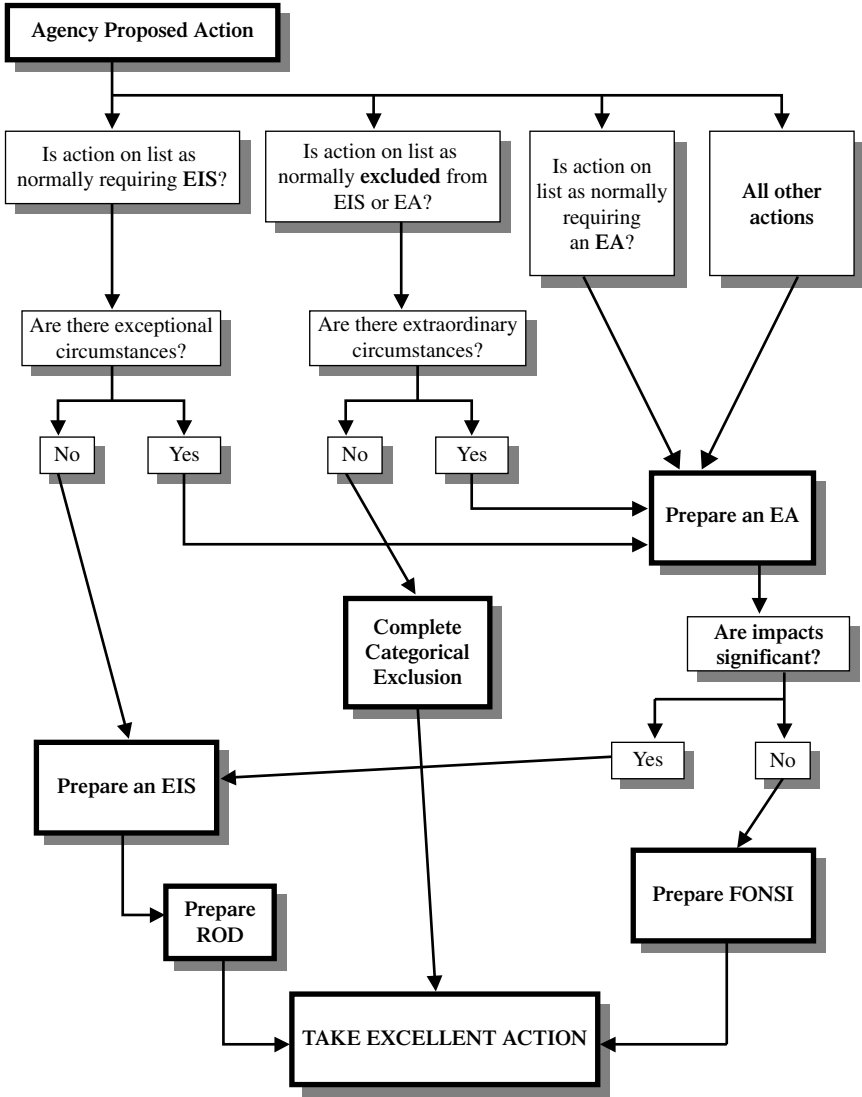 Agency Proposed Action
Is action on list as
normally requiring EIS?
Is action on list as
normally excluded from
EIS or EA?
Is action on
list as normally
requiring
an EA?
All other
actions
Are there exceptional
circumstances?
Are there extraordinary
circumstances?
No
Yes
No
Yes
Prepare an EA
Complete
Categorical
Exclusion
Are impacts
significant?
Prepare an EIS
Yes
No
Prepare
ROD
Prepare FONSI
TAKE EXCELLENT ACTION